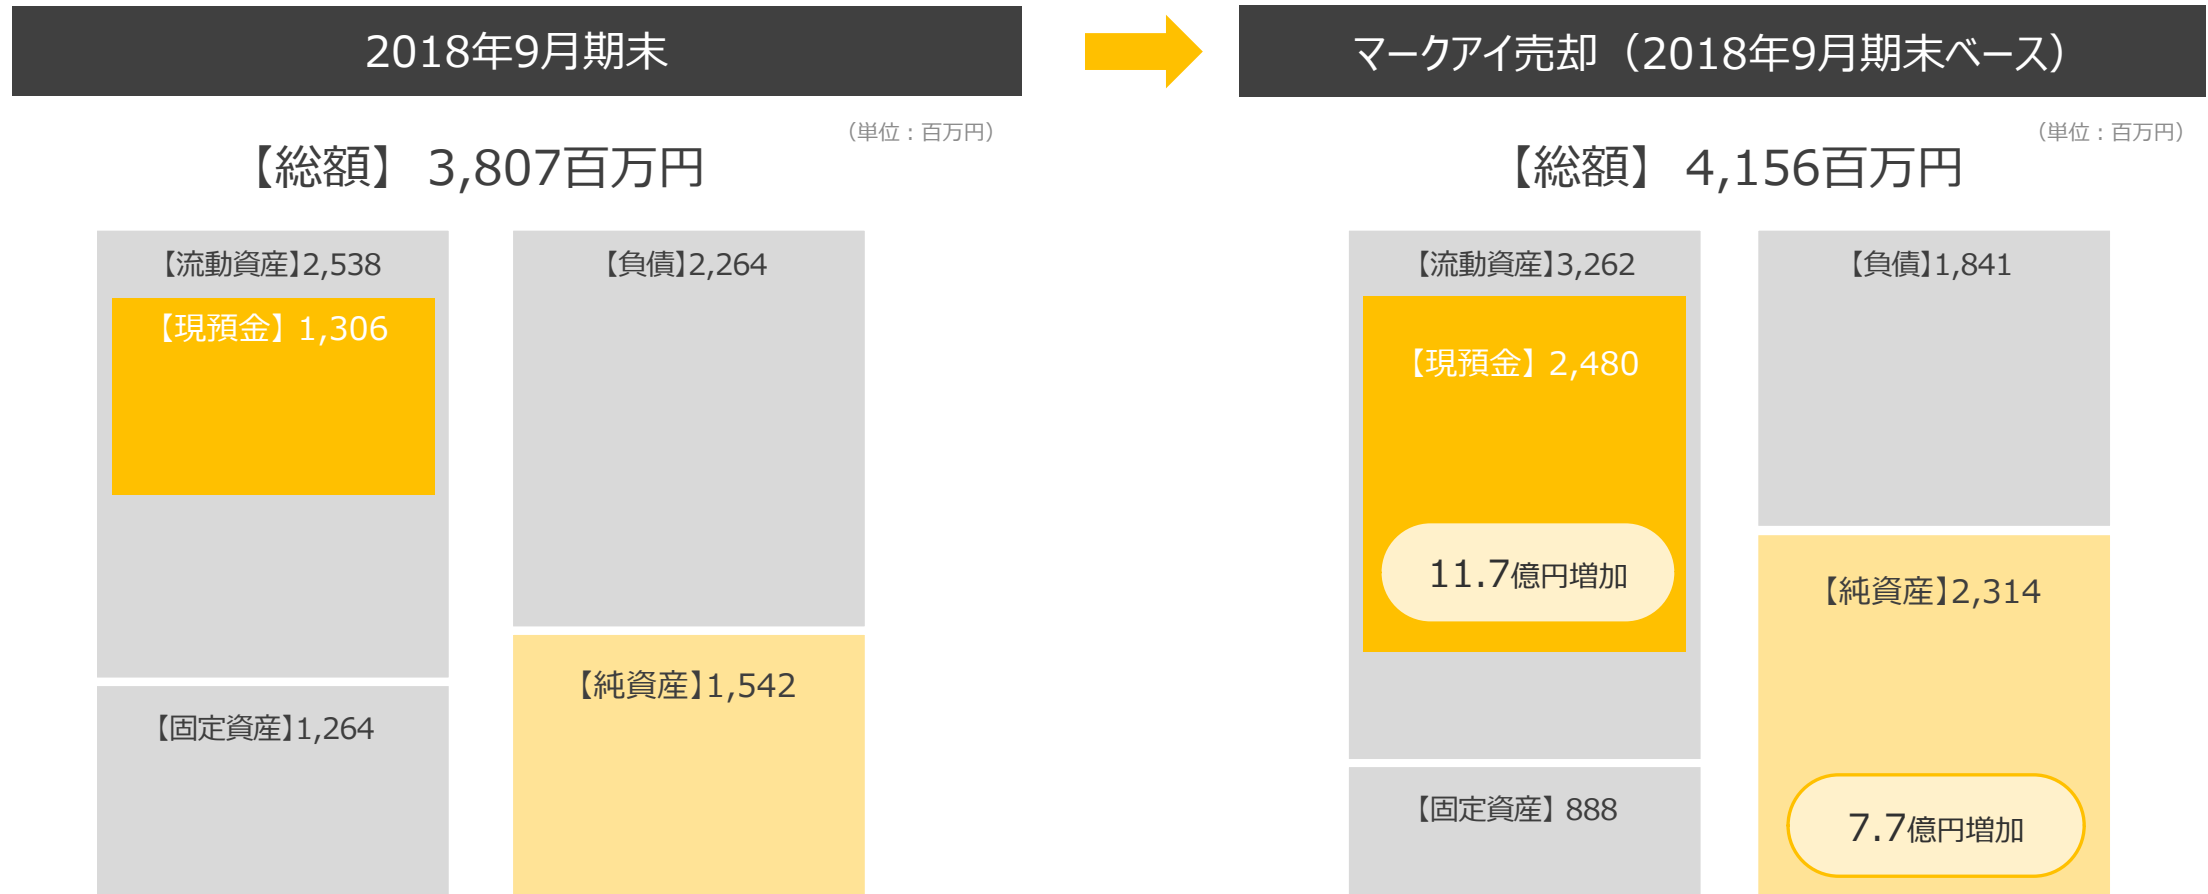 2018年9月期末
(単位：百万円)
【総額】 3,807百万円
【流動資産】2,538
【現預金】1,306
【固定資産】1,264
【負債】2,264
【純資産】1,542
マークアイ売却（2018年9月期末ベース）
(単位：百万円)
【総額】 4,156百万円
【流動資産】3,262
【現預金】2,480
11.7億円増加
【固定資産】888
【負債】1,841
【純資産】2,314
7.7億円増加